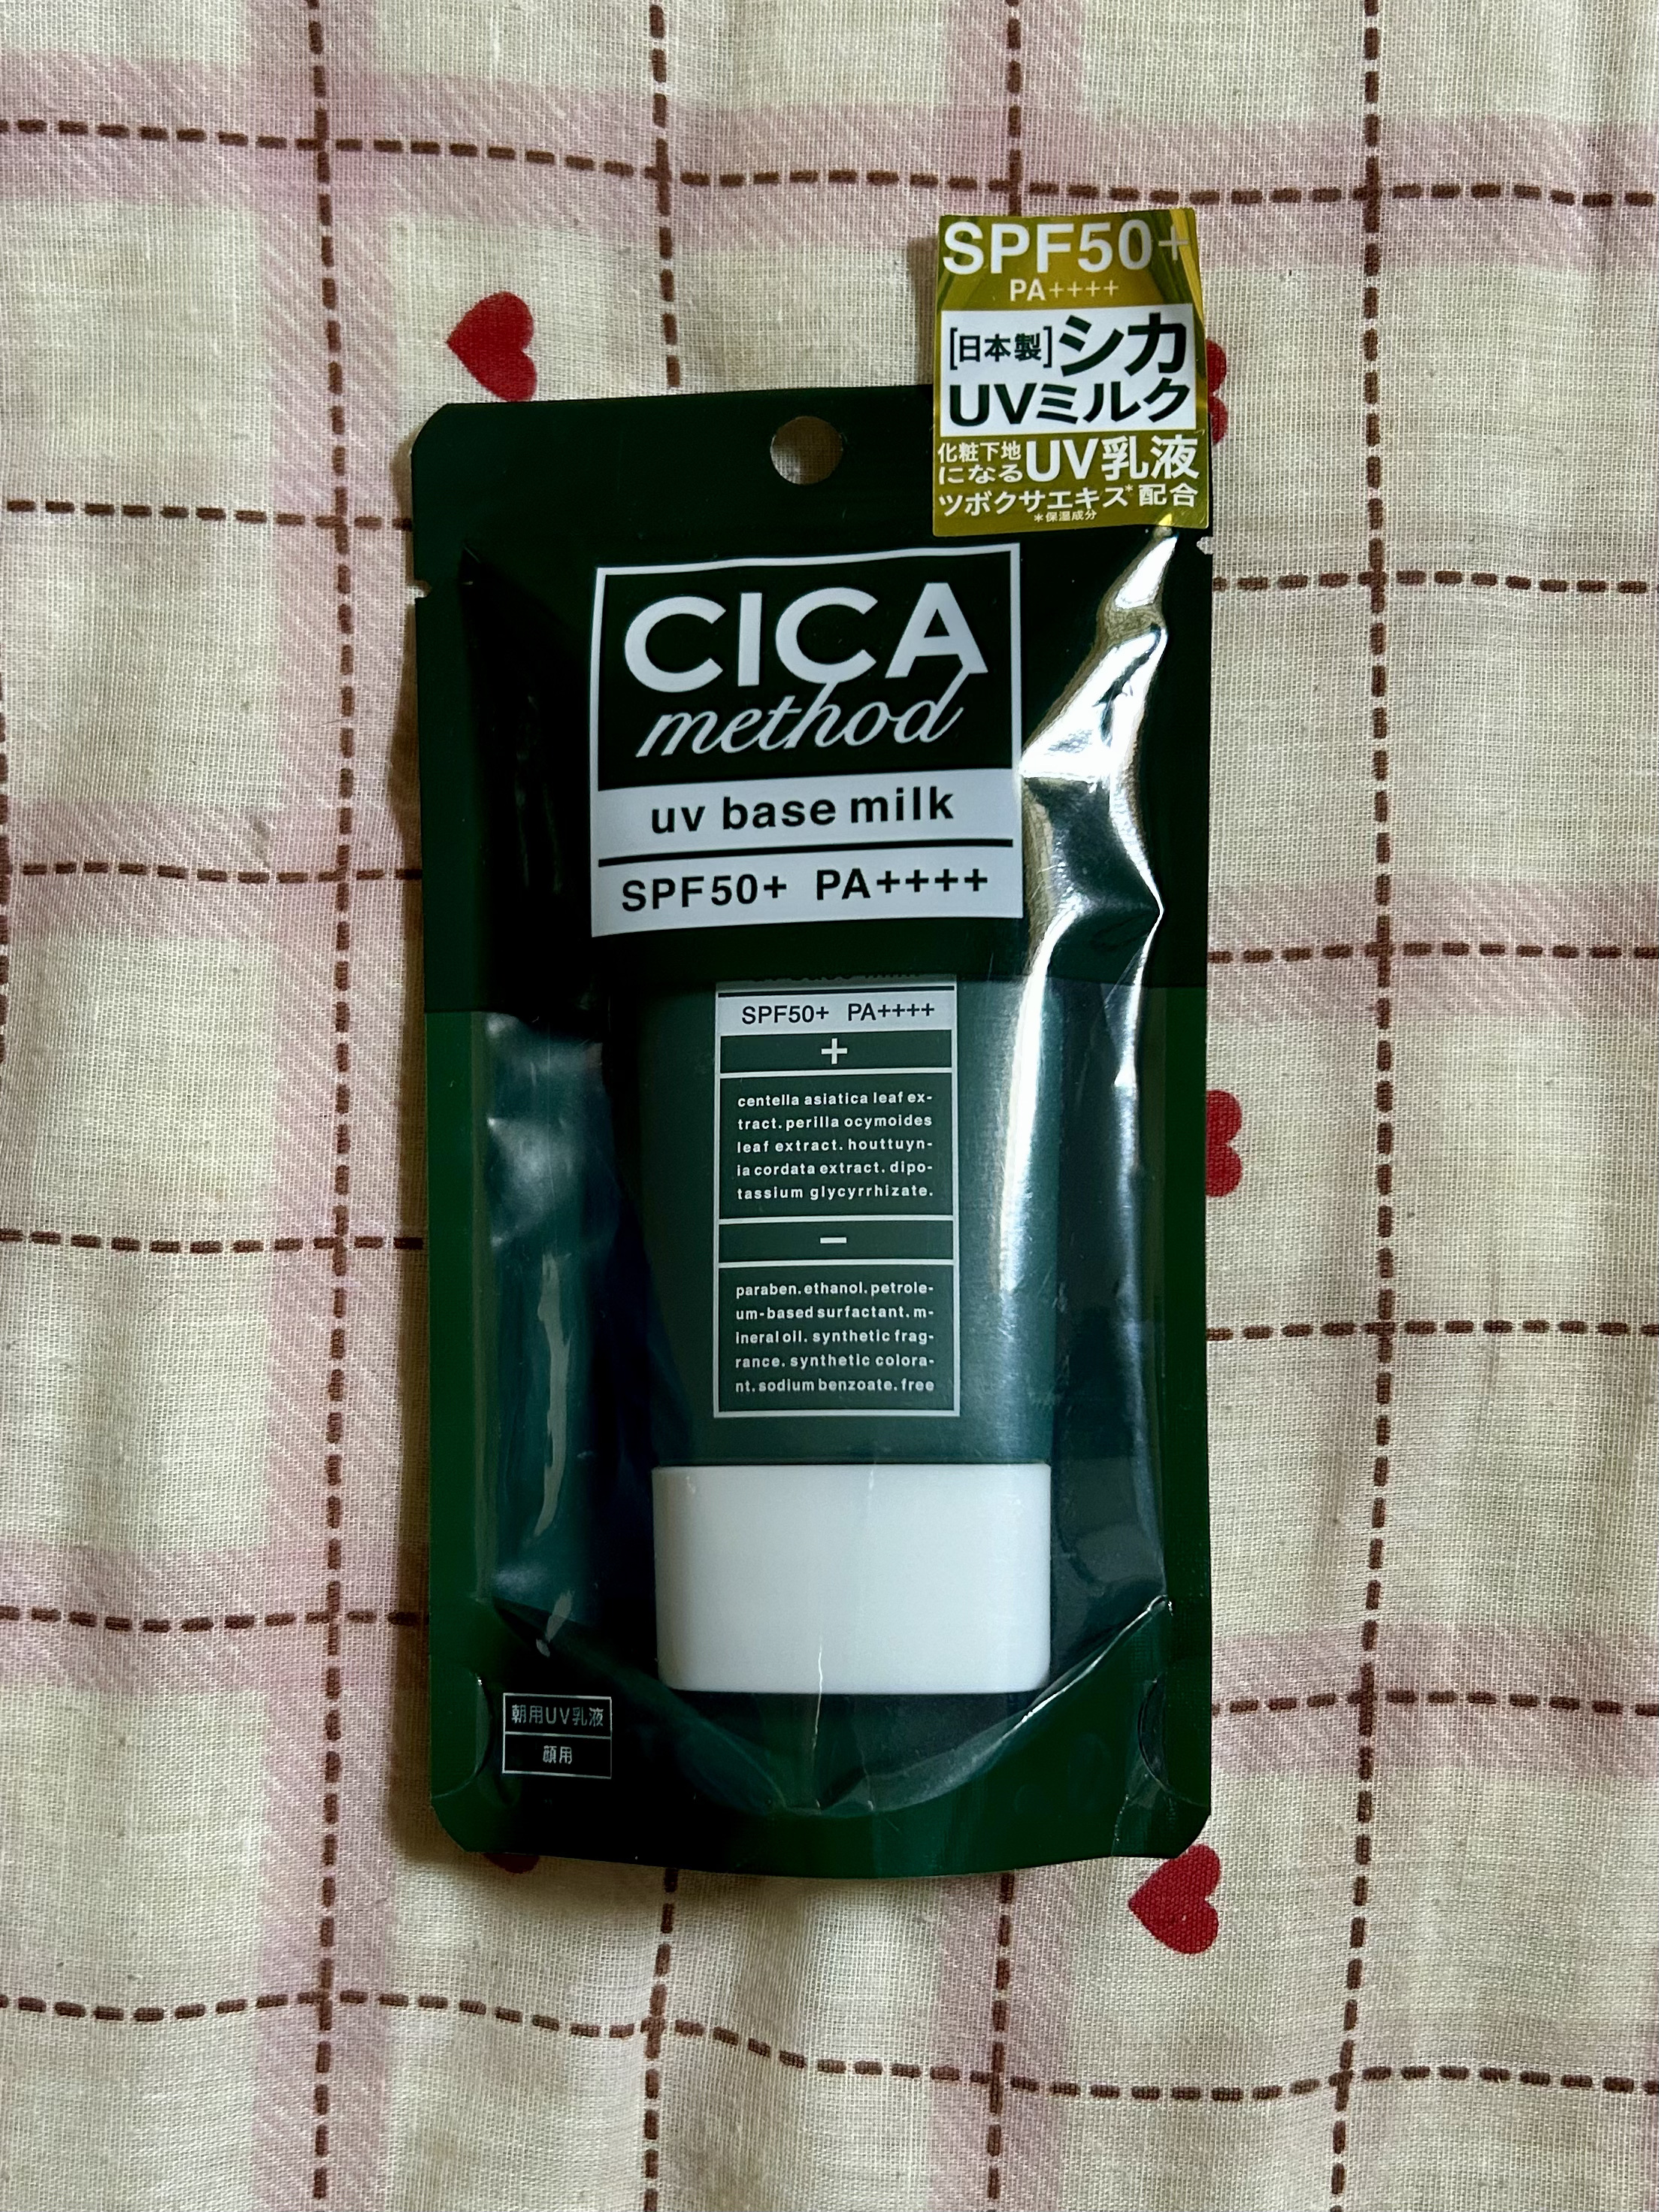 SPF50+
PA++++
[日本製]シカ
UVミルク
化粧下地
になるUV乳液
ツボクサエキス*配合
*保湿成分
CICA
method
uv base milk
SPF50+ PA++++
SPF50+ PA++++
+
centella asiatica leaf ex-
tract. perilla ocymoides
leaf extract. houttuyn-
ia cordata extract. dipo-
tassium glycyrrhizate.
−
paraben. ethanol. petrole-
um-based surfactant. m-
ineral oil. synthetic frag-
rance. synthetic colora-
nt. sodium benzoate. free
朝用UV乳液
顔用